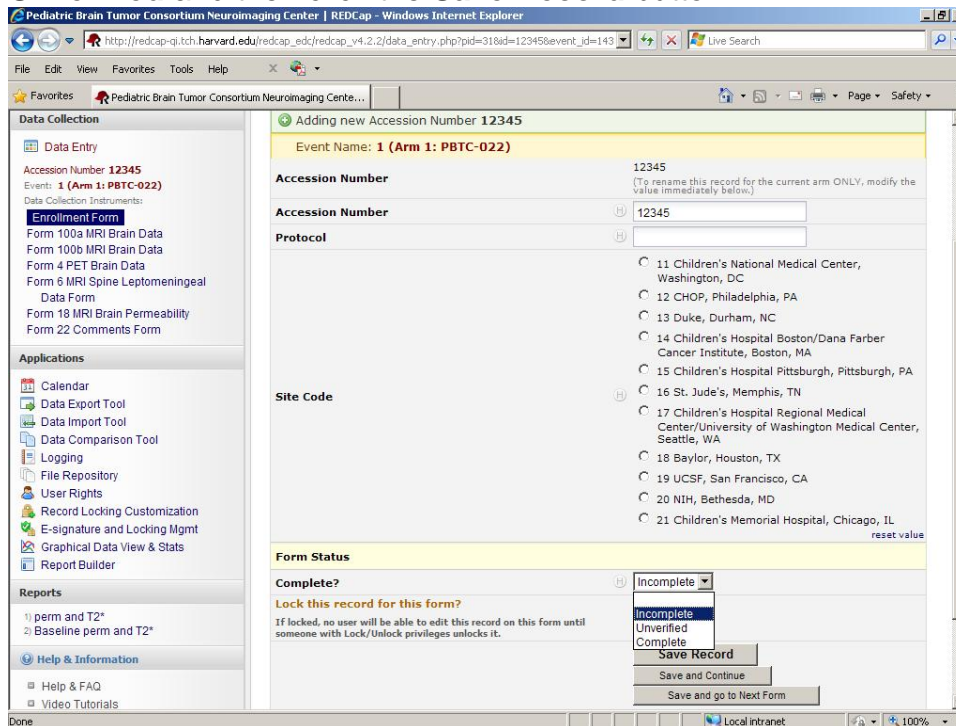 Pediatric Brain Tumor Consortium Neuroimaging Center | REDCap - Windows Internet Explorer
http://redcap-qi.tch.harvard.edu/redcap_edc/redcap_v4.2.2/data_entry.php?pid=31&id=12345&event_id=143
Live Search
File Edit View Favorites Tools Help
Favorites
Pediatric Brain Tumor Consortium Neuroimaging Cente...
Page Safety
Data Collection
Data Entry
Accession Number 12345
Event: 1 (Arm 1: PBTC-022)
Data Collection Instruments:
Enrollment Form
Form 100a MRI Brain Data
Form 100b MRI Brain Data
Form 4 PET Brain Data
Form 6 MRI Spine Leptomeningeal
Data Form
Form 18 MRI Brain Permeability
Form 22 Comments Form
Applications
Calendar
Data Export Tool
Data Import Tool
Data Comparison Tool
Logging
File Repository
User Rights
Record Locking Customization
E-signature and Locking Mgmt
Graphical Data View & Stats
Report Builder
Reports
1) perm and T2*
2) Baseline perm and T2*
Help & Information
Help & FAQ
Video Tutorials
Adding new Accession Number 12345
Event Name: 1 (Arm 1: PBTC-022)
Accession Number
12345
(To rename this record for the current arm ONLY, modify the
value immediately below.)
Accession Number H 12345
Protocol H
Site Code H
11 Children's National Medical Center,
Washington, DC
12 CHOP, Philadelphia, PA
13 Duke, Durham, NC
14 Children's Hospital Boston/Dana Farber
Cancer Institute, Boston, MA
15 Children's Hospital Pittsburgh, Pittsburgh, PA
16 St. Jude's, Memphis, TN
17 Children's Hospital Regional Medical
Center/University of Washington Medical Center,
Seattle, WA
18 Baylor, Houston, TX
19 UCSF, San Francisco, CA
20 NIH, Bethesda, MD
21 Children's Memorial Hospital, Chicago, IL
reset value
Form Status
Complete? H Incomplete
Incomplete
Unverified
Complete
Lock this record for this form?
If locked, no user will be able to edit this record on this form until
someone with Lock/Unlock privileges unlocks it.
Save Record
Save and Continue
Save and go to Next Form
Done
Local intranet
100%